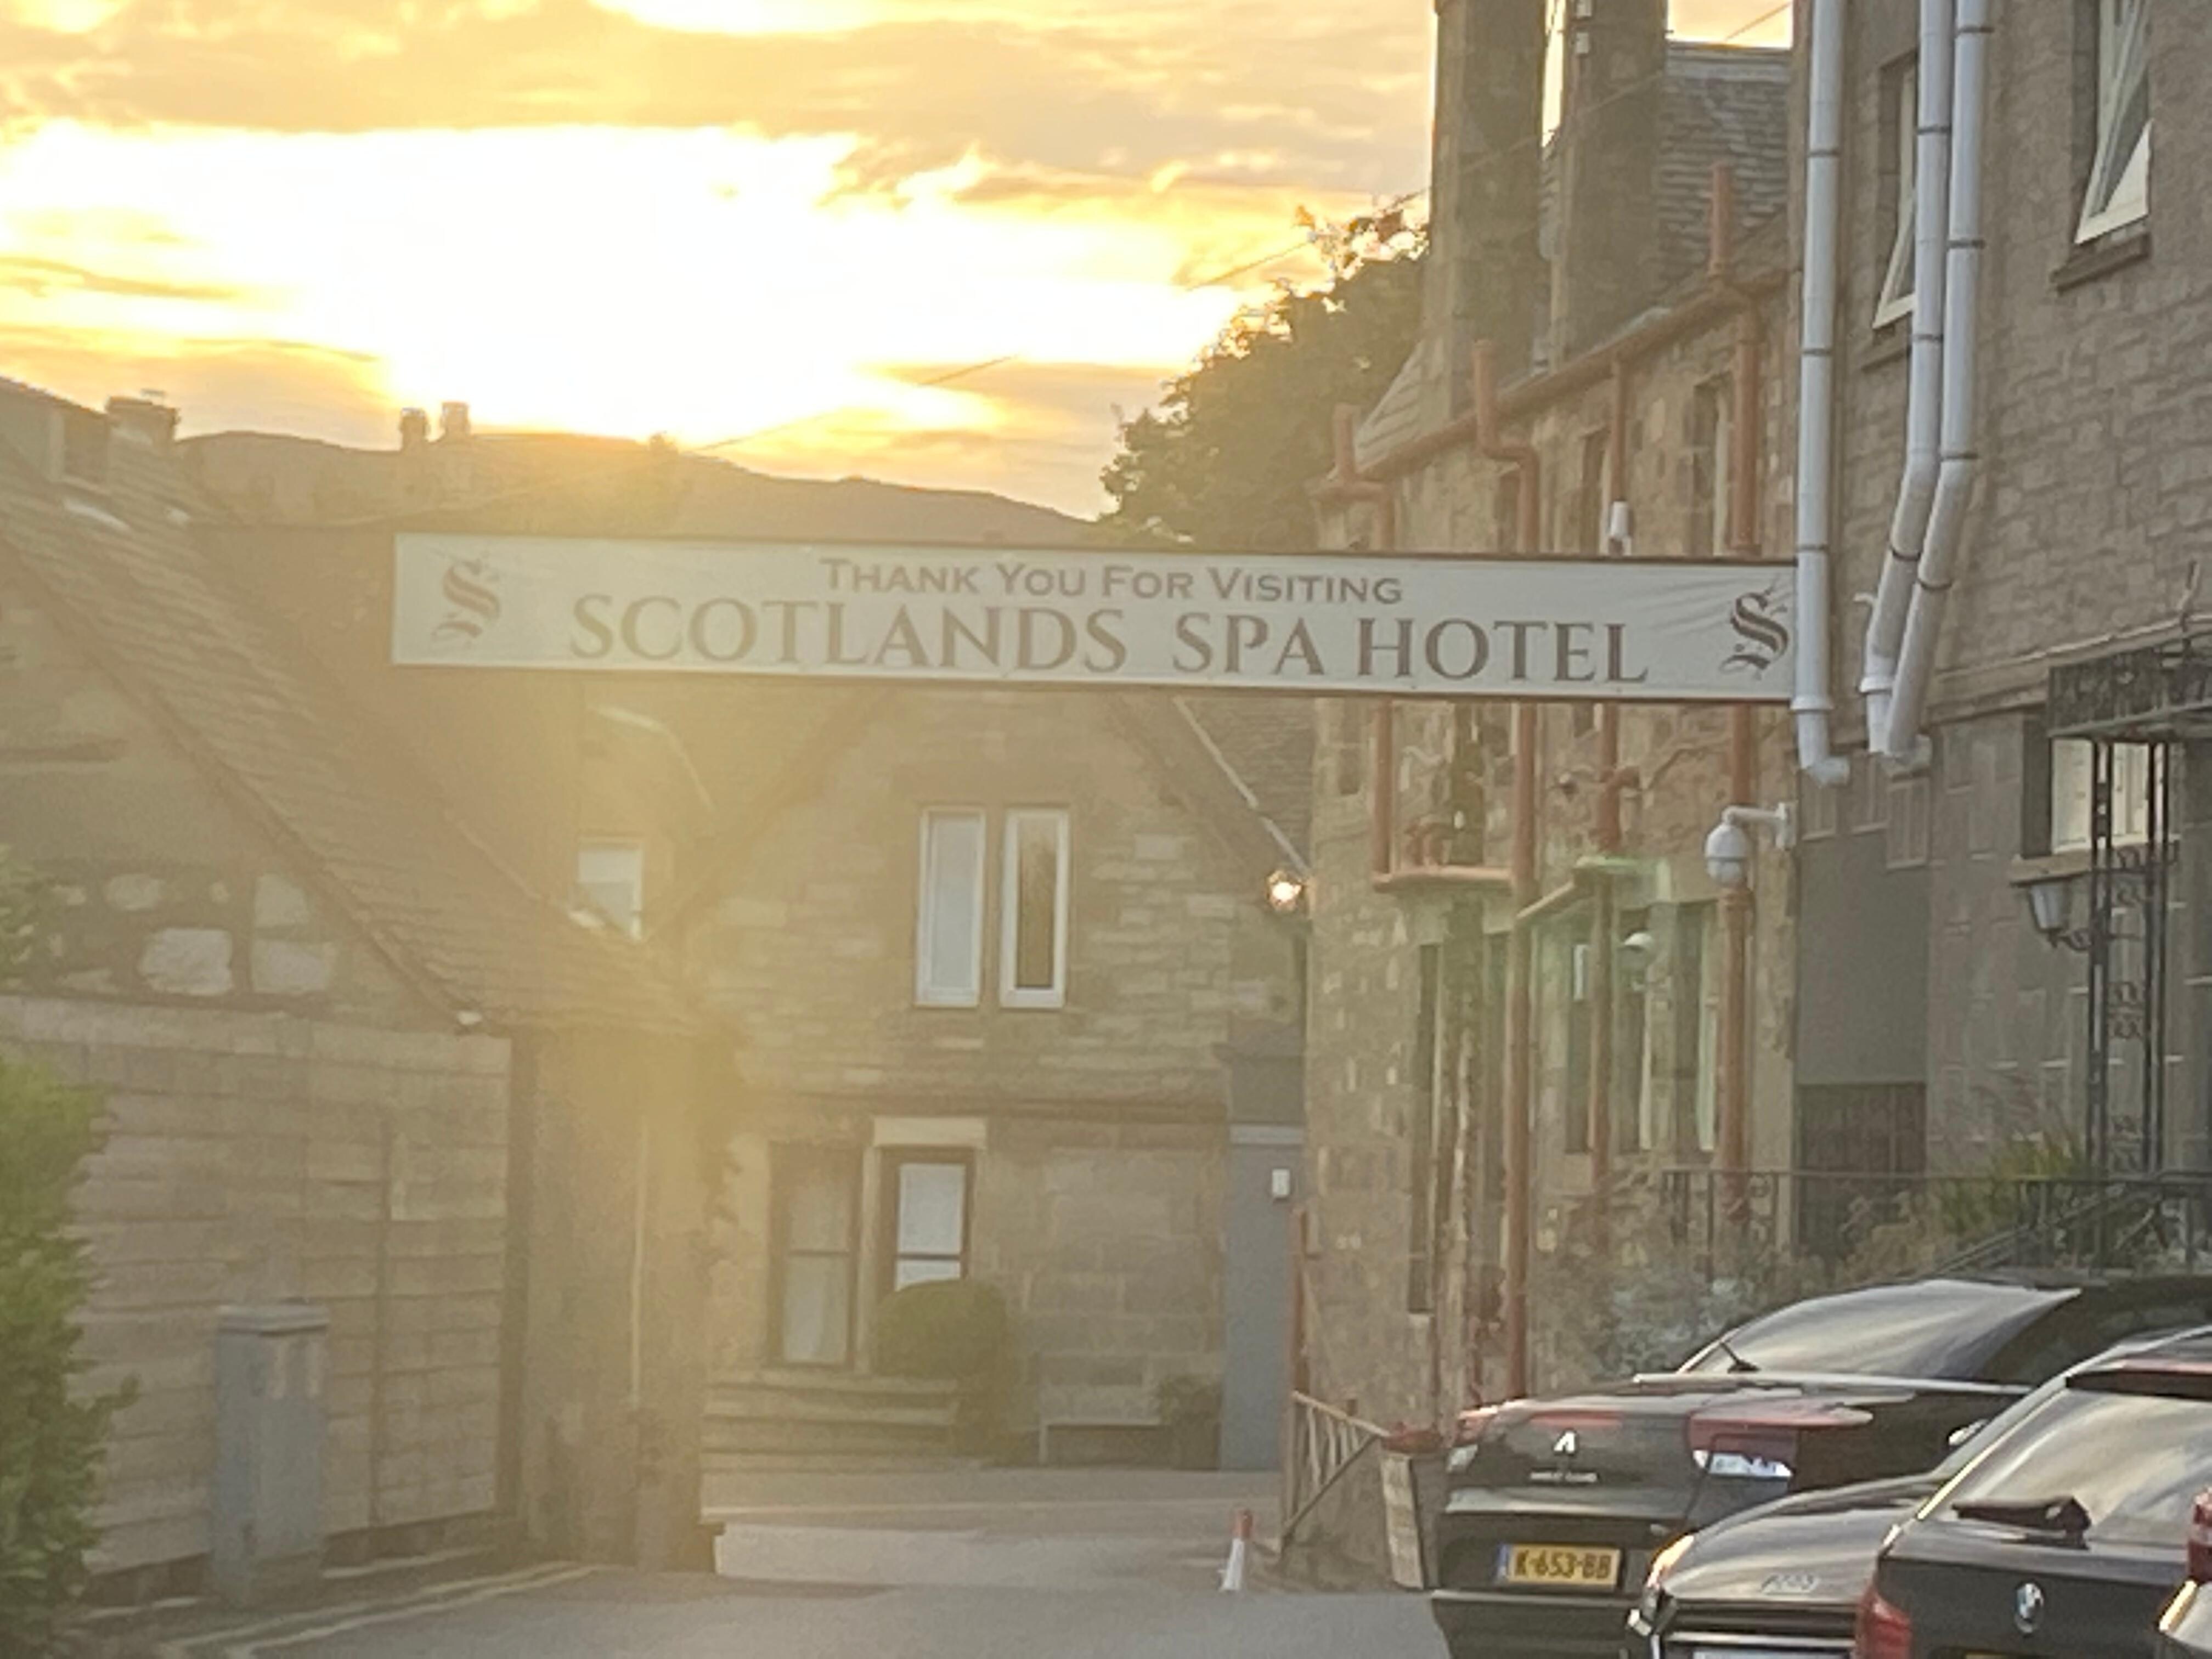 THANK YOU FOR VISITING
S SCOTLANDS SPA HOTEL S
K-653-BB